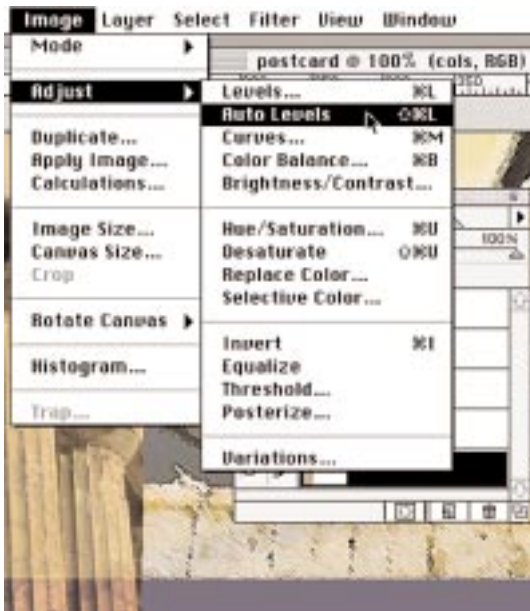 Image Layer Select Filter View Window
postcard @ 100% (cols, RGB)
Mode
Adjust
Duplicate...
Apply Image...
Calculations...
Image Size...
Canvas Size...
Crop
Rotate Canvas
Histogram...
Trap...
Levels... ⌘L
Auto Levels ⇧⌘L
Curves... ⌘M
Color Balance... ⌘B
Brightness/Contrast...
Hue/Saturation... ⌘U
Desaturate ⇧⌘U
Replace Color...
Selective Color...
Invert ⌘I
Equalize
Threshold...
Posterize...
Variations...
100%